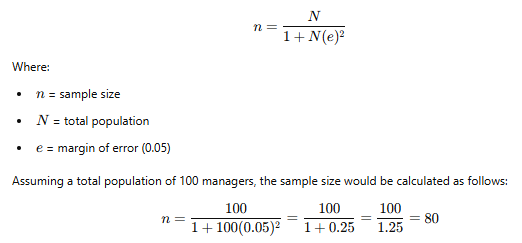 n = N / (1 + N(e)²)
Where:
• n = sample size
• N = total population
• e = margin of error (0.05)
Assuming a total population of 100 managers, the sample size would be calculated as follows:
n = 100 / (1 + 100(0.05)²) = 100 / (1 + 0.25) = 100 / 1.25 = 80